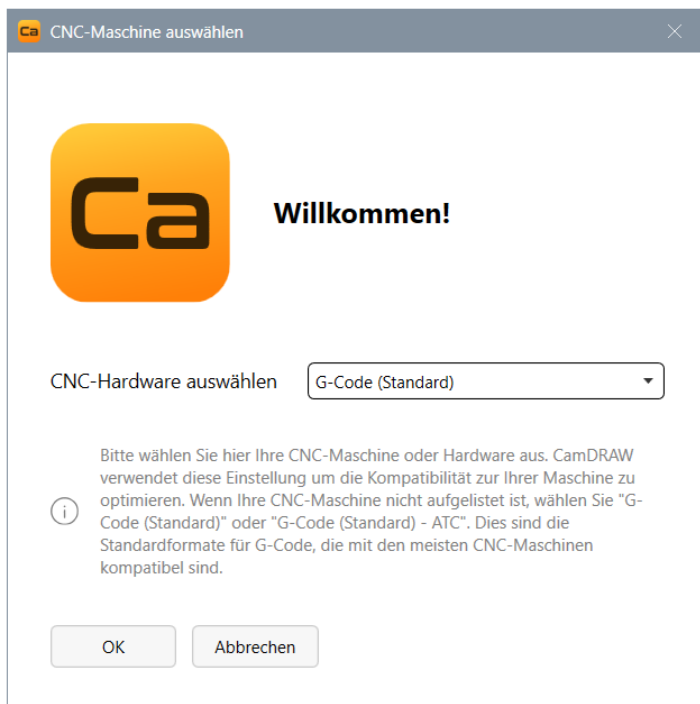 Ca CNC-Maschine auswählen
Ca
Willkommen!
CNC-Hardware auswählen G-Code (Standard)
Bitte wählen Sie hier Ihre CNC-Maschine oder Hardware aus. CamDRAW
verwendet diese Einstellung um die Kompatibilität zur Ihrer Maschine zu
optimieren. Wenn Ihre CNC-Maschine nicht aufgelistet ist, wählen Sie "G-
Code (Standard)" oder "G-Code (Standard) - ATC". Dies sind die
Standardformate für G-Code, die mit den meisten CNC-Maschinen
kompatibel sind.
OK Abbrechen